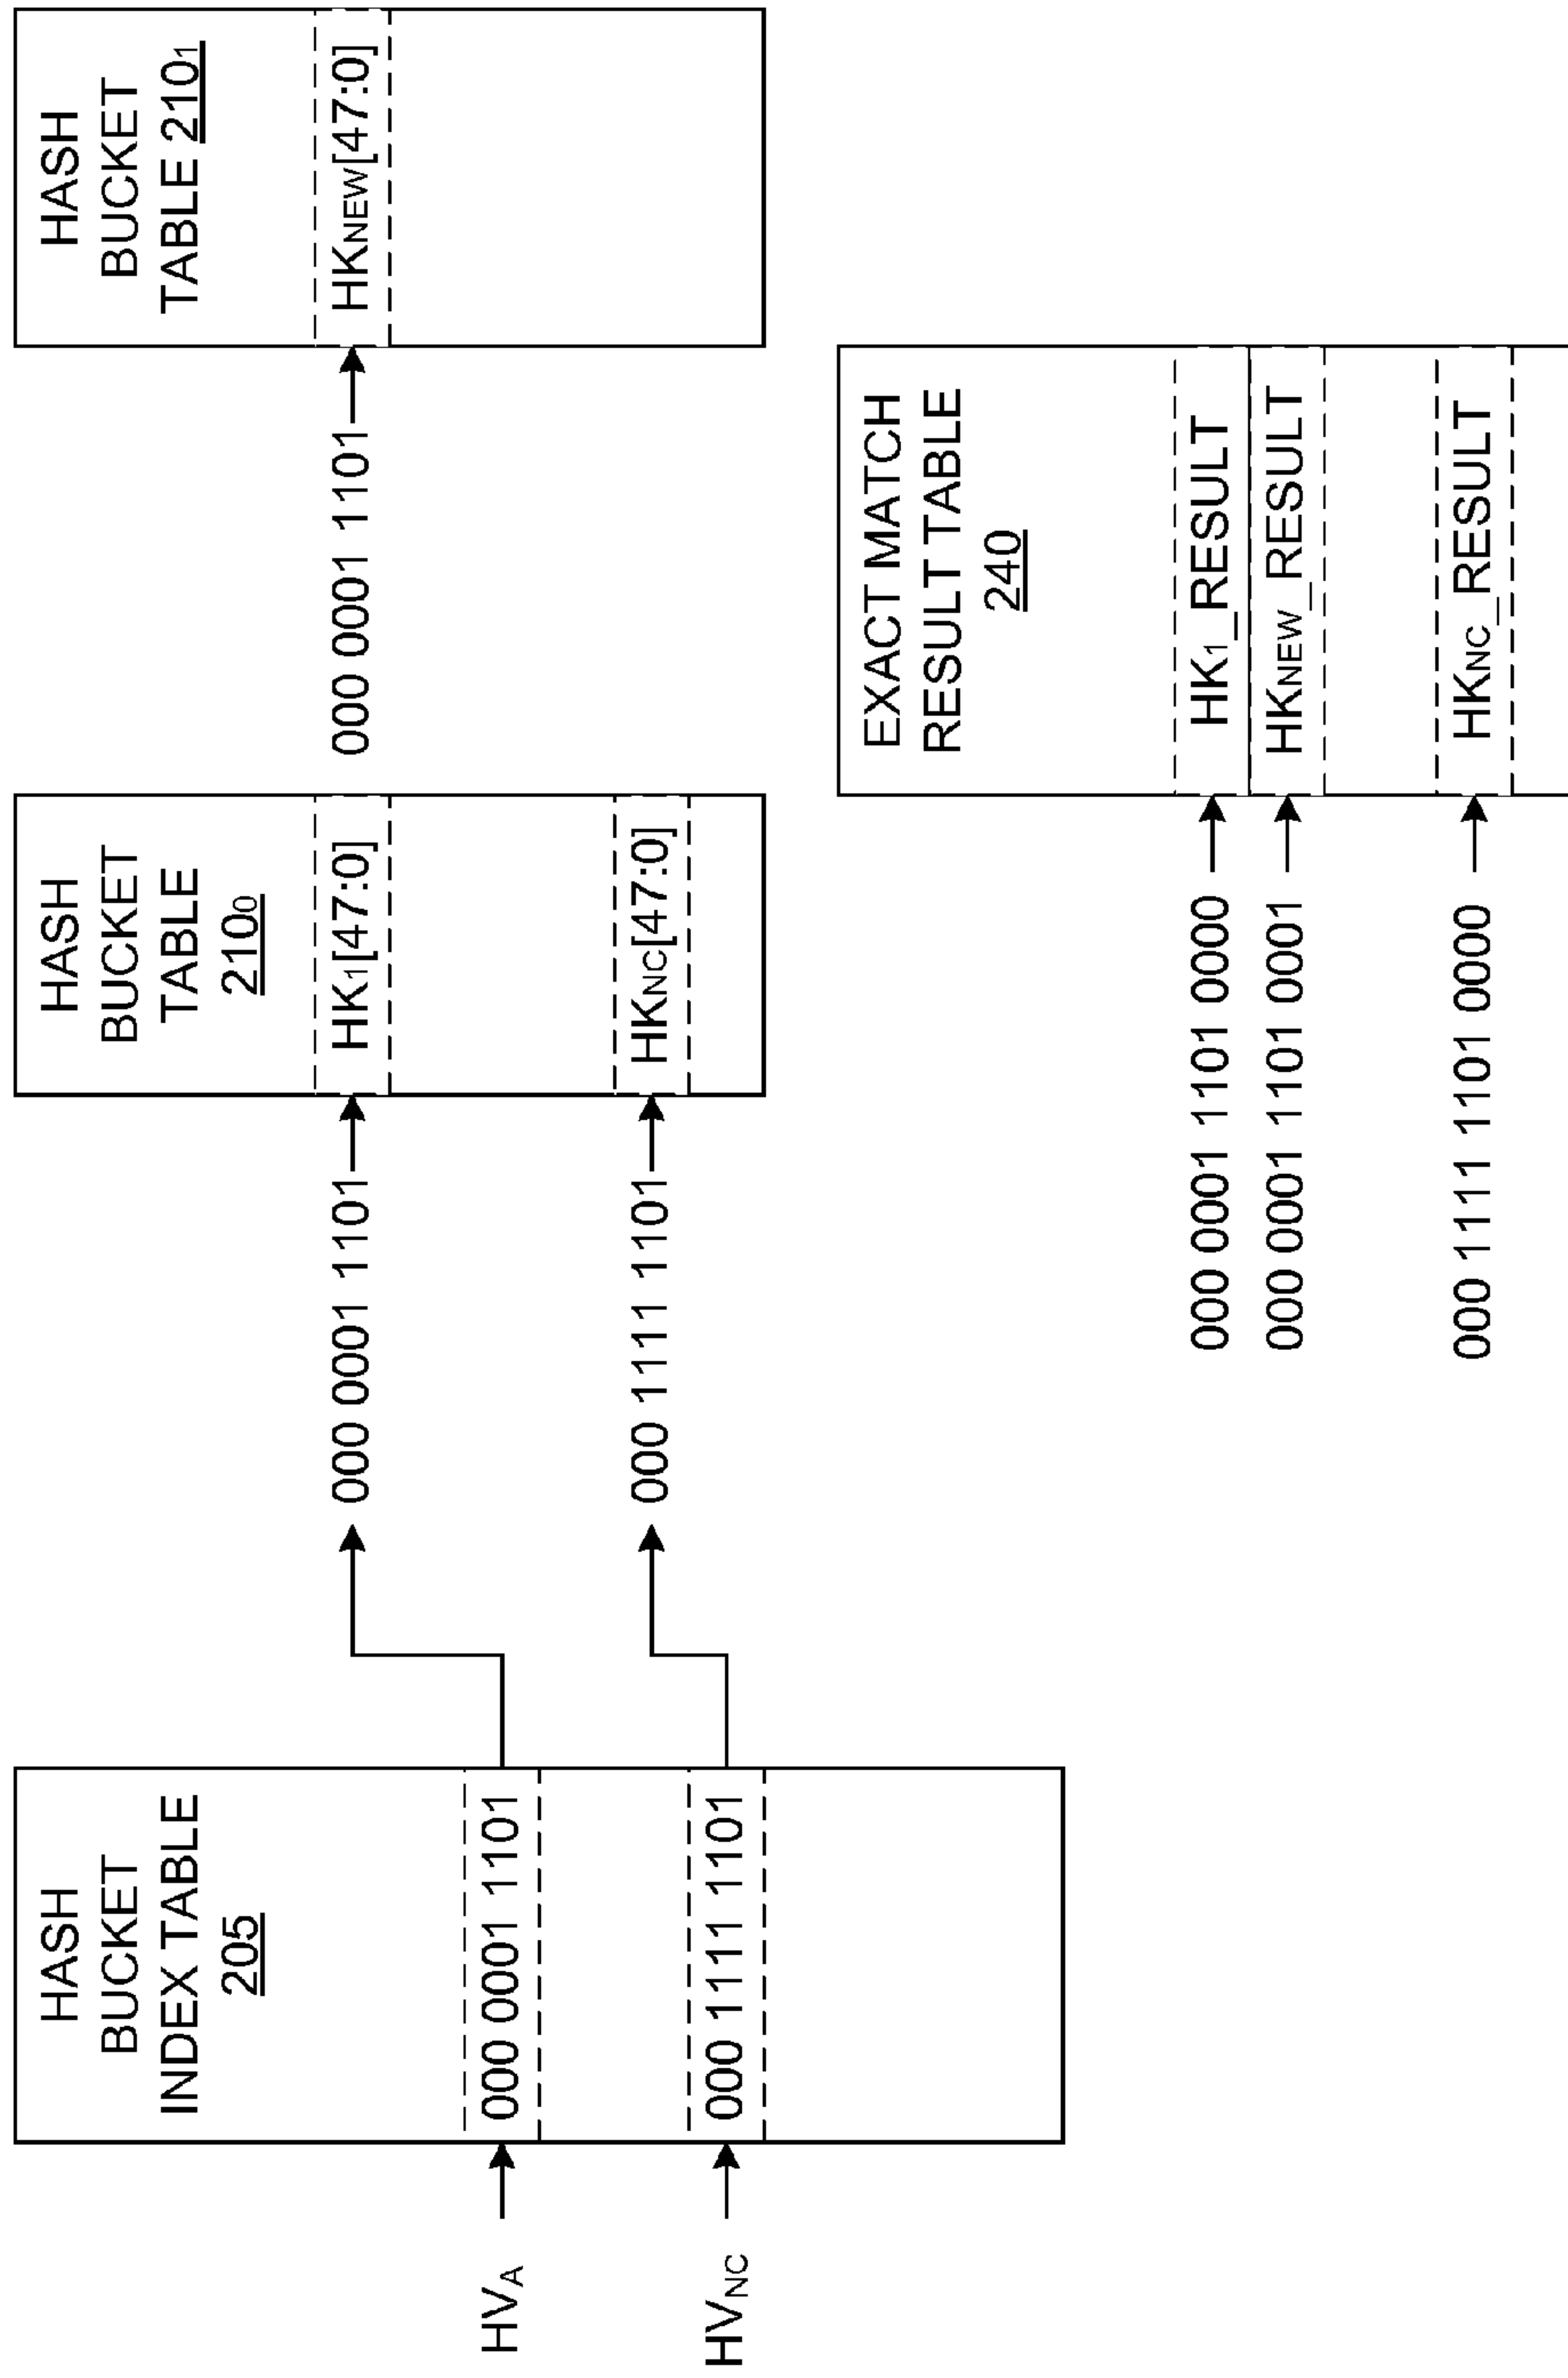 HASH
BUCKET
INDEX TABLE
205
HV_A
000 0001 1101
HV_NC
000 1111 1101
000 0001 1101
000 1111 1101
HASH
BUCKET
TABLE
210₀
HK₁[47:0]
HK_NC[47:0]
000 0001 1101
HASH
BUCKET
TABLE 210₁
HK_NEW[47:0]
EXACT MATCH
RESULT TABLE
240
000 0001 1101 0000
HK₁_RESULT
000 0001 1101 0001
HK_NEW_RESULT
000 1111 1101 0000
HK_NC_RESULT